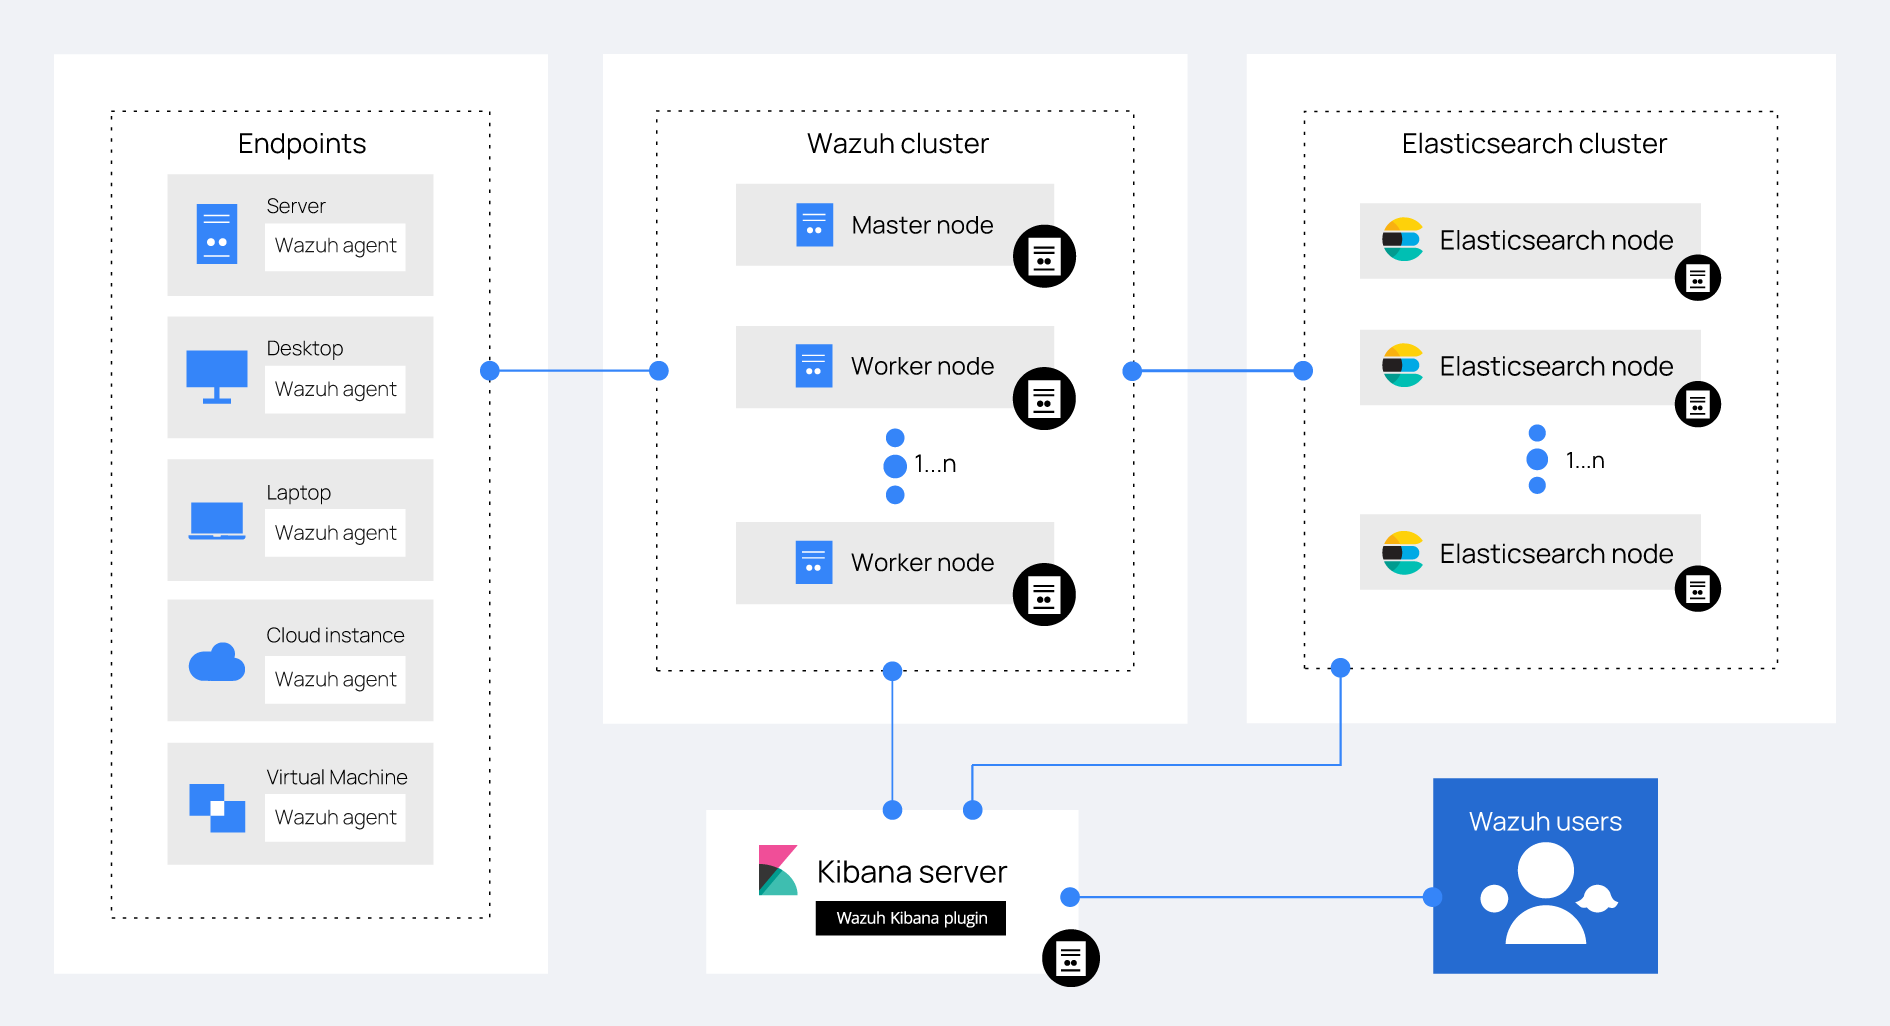 Endpoints
Server
Wazuh agent
Desktop
Wazuh agent
Laptop
Wazuh agent
Cloud instance
Wazuh agent
Virtual Machine
Wazuh agent
Wazuh cluster
Master node
Worker node
1...n
Worker node
Elasticsearch cluster
Elasticsearch node
Elasticsearch node
1...n
Elasticsearch node
Kibana server
Wazuh Kibana plugin
Wazuh users